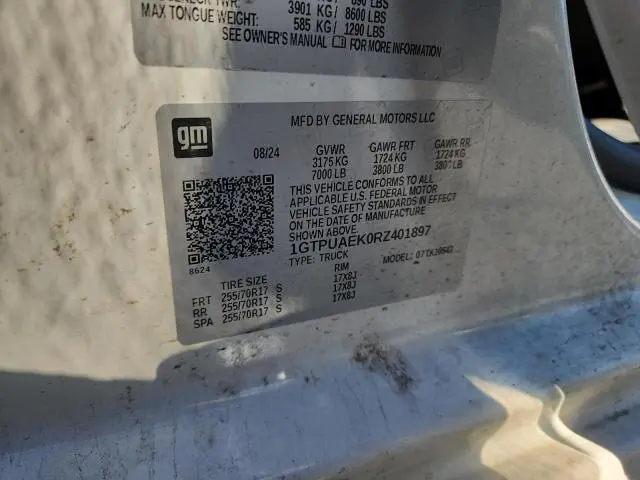 3901 KG/ 8600 LBS
MAX TONGUE WEIGHT: 585 KG/ 1290 LBS
SEE OWNER'S MANUAL FOR MORE INFORMATION
gm
MFD BY GENERAL MOTORS LLC
08/24 GVWR GAWR FRT GAWR RR
3175 KG 1724 KG 1724 KG
7000 LB 3800 LB 3800 LB
THIS VEHICLE CONFORMS TO ALL
APPLICABLE U.S. FEDERAL MOTOR
VEHICLE SAFETY STANDARDS IN EFFECT
ON THE DATE OF MANUFACTURE
SHOWN ABOVE.
1GTPUAEK0RZ401897
TYPE: TRUCK MODEL:
8624
TIRE SIZE RIM
FRT 255/70R17 S 17X8J
RR 255/70R17 S 17X8J
SPA 255/70R17 S 17X8J